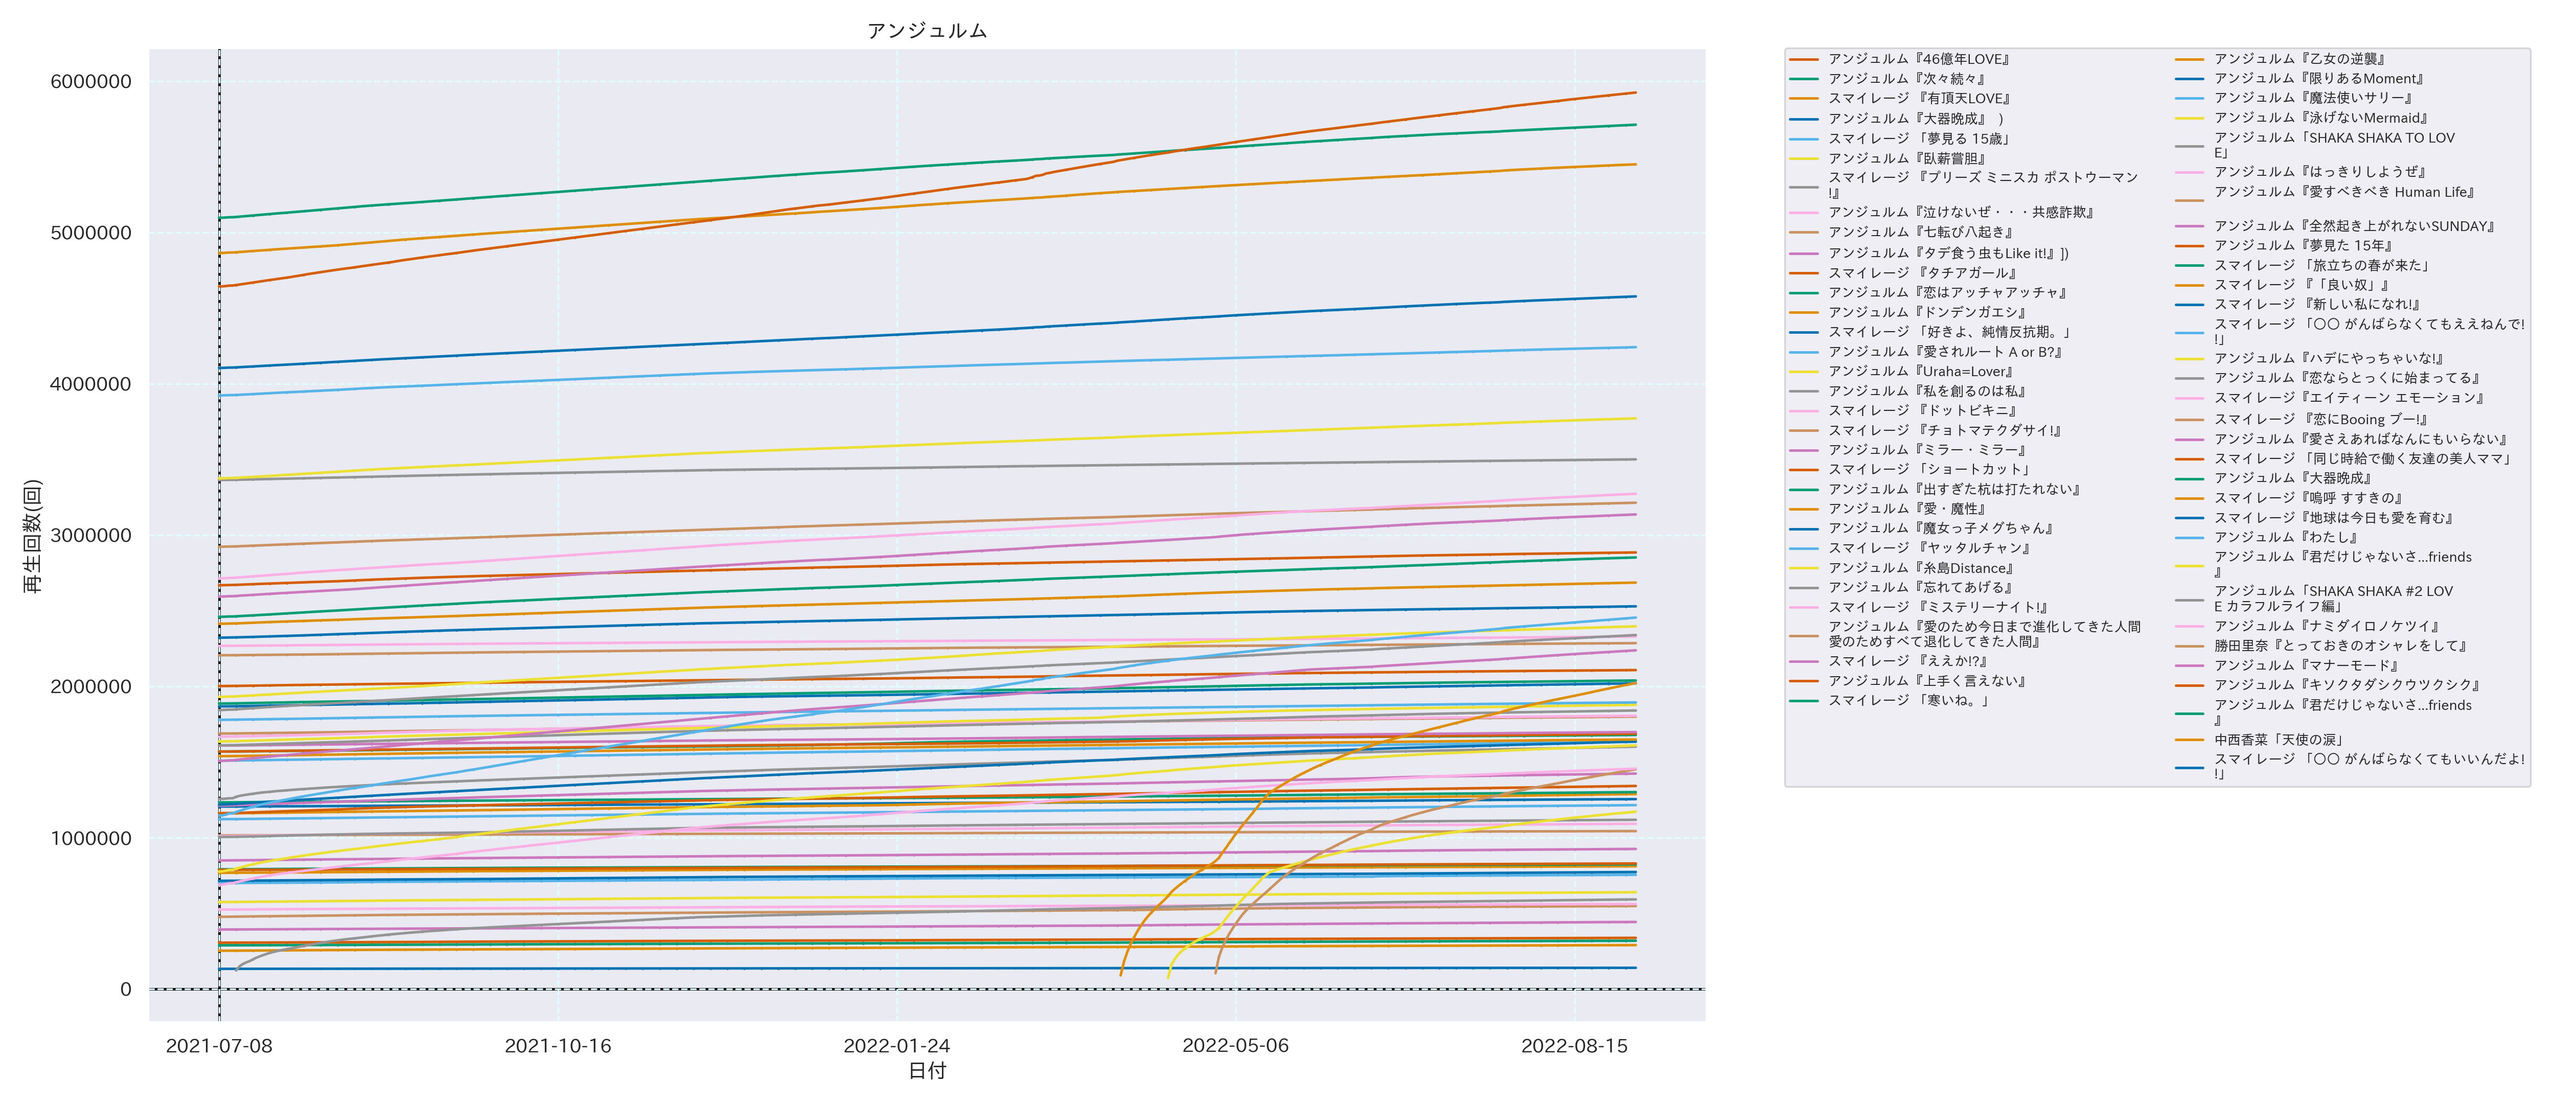 アンジュルム
再生回数(回)
6000000
5000000
4000000
3000000
2000000
1000000
0
2021-07-08
2021-10-16
2022-01-24
2022-05-06
2022-08-15
日付
アンジュルム『46億年LOVE』
アンジュルム『次々続々』
スマイレージ 『有頂天LOVE』
アンジュルム『大器晩成』 )
スマイレージ 「夢見る 15歳」
アンジュルム『臥薪嘗胆』
スマイレージ 『プリーズ ミニスカ ポストウーマン
!』
アンジュルム『泣けないぜ・・・共感詐欺』
アンジュルム『七転び八起き』
アンジュルム『タデ食う虫もLike it!』])
スマイレージ 『タチアガール』
アンジュルム『恋はアッチャアッチャ』
アンジュルム『ドンデンガエシ』
スマイレージ 「好きよ、純情反抗期。」
アンジュルム『愛されルート A or B?』
アンジュルム『Uraha=Lover』
アンジュルム『私を創るのは私』
スマイレージ 『ドットビキニ』
スマイレージ 『チョトマテクダサイ!』
アンジュルム『ミラー・ミラー』
スマイレージ 「ショートカット」
アンジュルム『出すぎた杭は打たれない』
アンジュルム『愛・魔性』
アンジュルム『魔女っ子メグちゃん』
スマイレージ 『ヤッタルチャン』
アンジュルム『糸島Distance』
アンジュルム『忘れてあげる』
スマイレージ 『ミステリーナイト!』
アンジュルム『愛のため今日まで進化してきた人間
愛のためすべて退化してきた人間』
スマイレージ 『ええか!?』
アンジュルム『上手く言えない』
スマイレージ 「寒いね。」
アンジュルム『乙女の逆襲』
アンジュルム『限りあるMoment』
アンジュルム『魔法使いサリー』
アンジュルム『泳げないMermaid』
アンジュルム「SHAKA SHAKA TO LOV
E」
アンジュルム『はっきりしようぜ』
アンジュルム『愛すべきべき Human Life』
アンジュルム『全然起き上がれないSUNDAY』
アンジュルム『夢見た 15年』
スマイレージ 「旅立ちの春が来た」
スマイレージ 『「良い奴」』
スマイレージ 『新しい私になれ!』
スマイレージ 「〇〇 がんばらなくてもええねんで!
!」
アンジュルム『ハデにやっちゃいな!』
アンジュルム『恋ならとっくに始まってる』
スマイレージ『エイティーン エモーション』
スマイレージ 『恋にBooing ブー!』
アンジュルム『愛さえあればなんにもいらない』
スマイレージ 「同じ時給で働く友達の美人ママ」
アンジュルム『大器晩成』
スマイレージ『嗚呼 すすきの』
スマイレージ『地球は今日も愛を育む』
アンジュルム『わたし』
アンジュルム『君だけじゃないさ...friends
』
アンジュルム「SHAKA SHAKA #2 LOV
E カラフルライフ編」
アンジュルム『ナミダイロノケツイ』
勝田里奈『とっておきのオシャレをして』
アンジュルム『マナーモード』
アンジュルム『キソクタダシクウツクシク』
アンジュルム『君だけじゃないさ...friends
』
中西香菜「天使の涙」
スマイレージ 「〇〇 がんばらなくてもいいんだよ!
!」